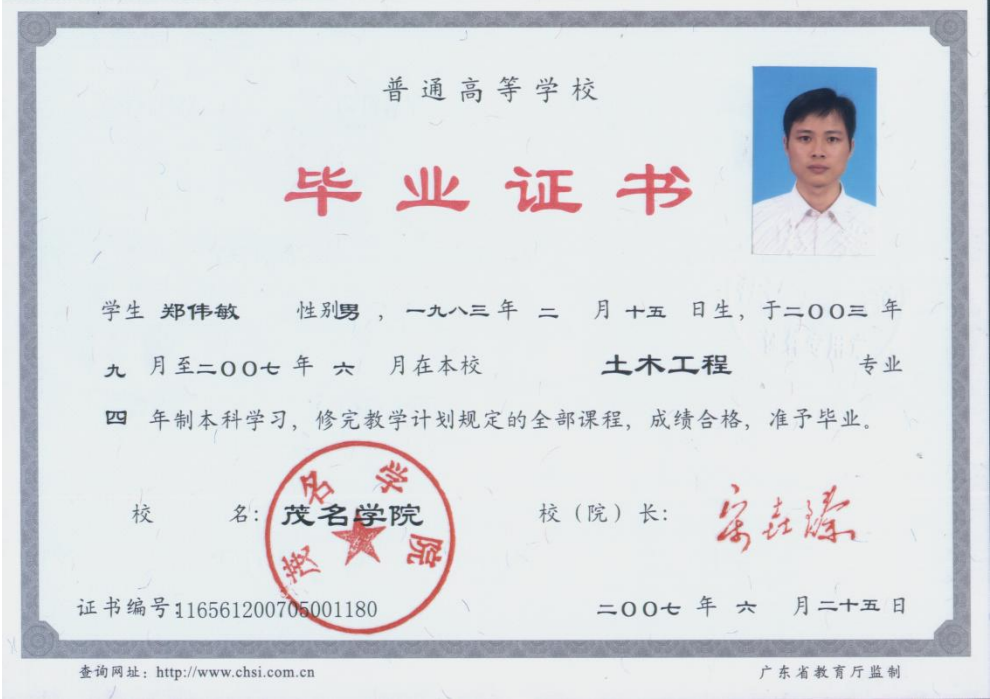 普通高等学校
毕业证书
学生 郑伟敏 性别男，一九八三年 二 月 十五 日生，于二〇〇三 年
九 月至二〇〇七 年 六 月在本校 土木工程 专业
四 年制本科学习，修完教学计划规定的全部课程，成绩合格，准予毕业。
校 名：茂名学院 校（院）长：
茂名学院
证书编号:116561200705001180 二〇〇七 年 六 月二十五日
查询网址：http://www.chsi.com.cn 广东省教育厅监制